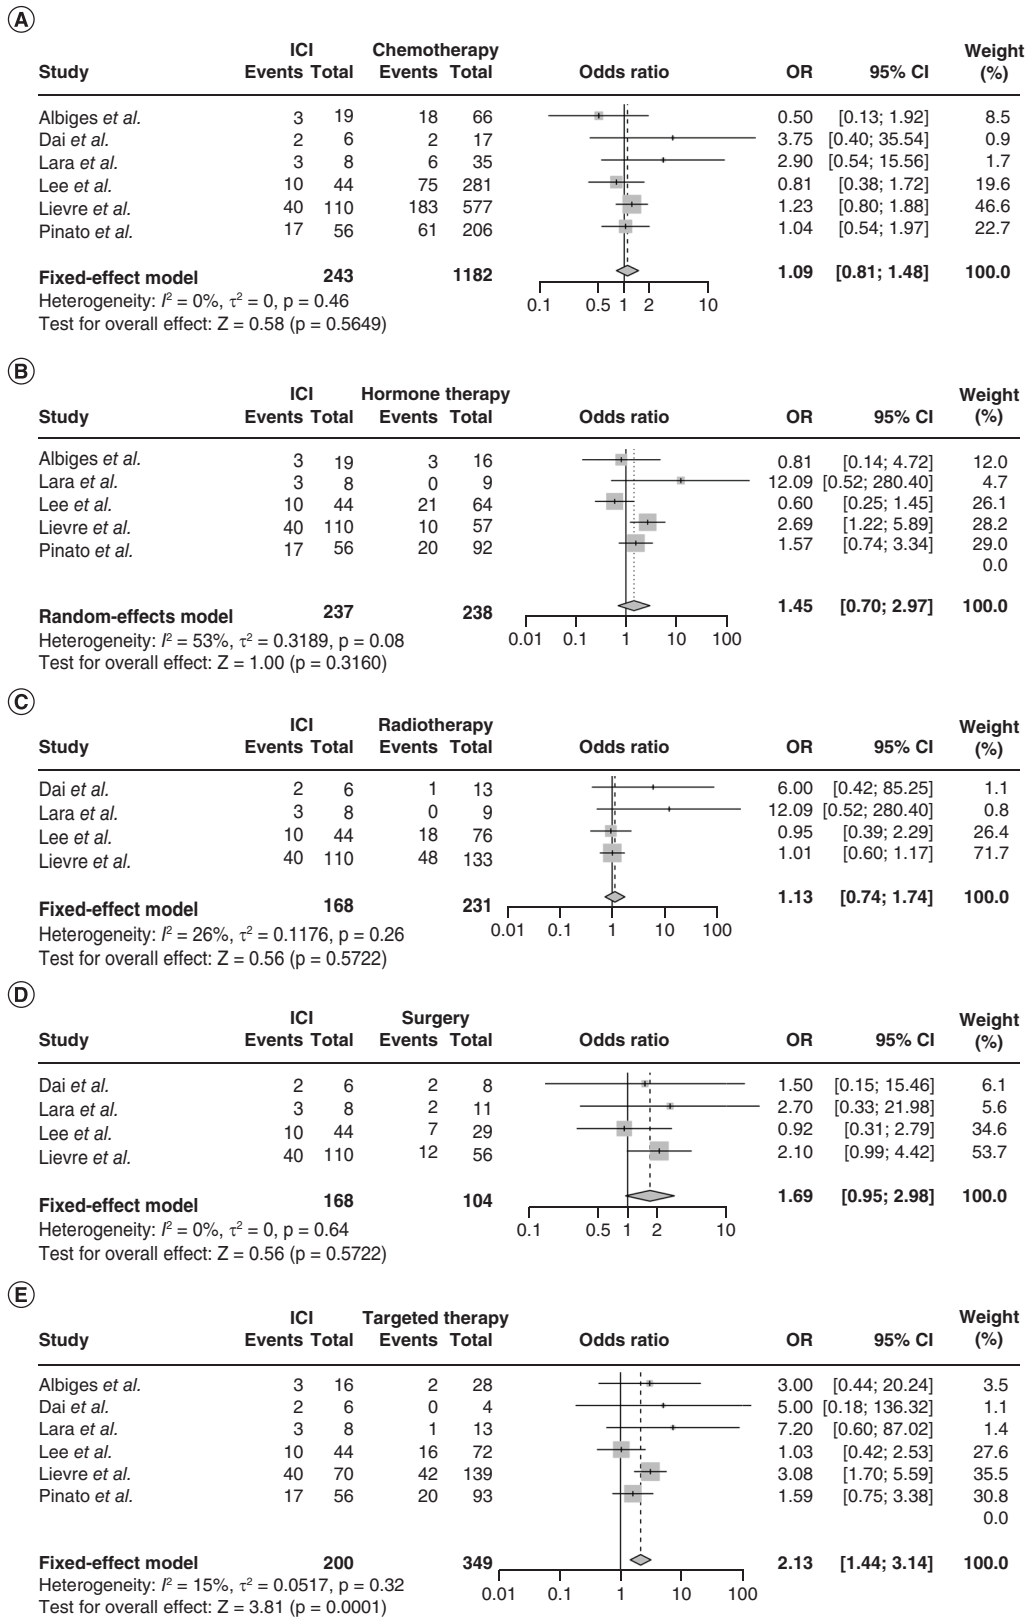 A
ICI Chemotherapy Weight
Study Events Total Events Total Odds ratio OR 95% CI (%)
Albiges et al. 3 19 18 66 0.50 [0.13; 1.92] 8.5
Dai et al. 2 6 2 17 3.75 [0.40; 35.54] 0.9
Lara et al. 3 8 6 35 2.90 [0.54; 15.56] 1.7
Lee et al. 10 44 75 281 0.81 [0.38; 1.72] 19.6
Lievre et al. 40 110 183 577 1.23 [0.80; 1.88] 46.6
Pinato et al. 17 56 61 206 1.04 [0.54; 1.97] 22.7
Fixed-effect model 243 1182 1.09 [0.81; 1.48] 100.0
Heterogeneity: I² = 0%, τ² = 0, p = 0.46
0.1 0.5 1 2 10
Test for overall effect: Z = 0.58 (p = 0.5649)
B
ICI Hormone therapy Weight
Study Events Total Events Total Odds ratio OR 95% CI (%)
Albiges et al. 3 19 3 16 0.81 [0.14; 4.72] 12.0
Lara et al. 3 8 0 9 12.09 [0.52; 280.40] 4.7
Lee et al. 10 44 21 64 0.60 [0.25; 1.45] 26.1
Lievre et al. 40 110 10 57 2.69 [1.22; 5.89] 28.2
Pinato et al. 17 56 20 92 1.57 [0.74; 3.34] 29.0
0.0
Random-effects model 237 238 1.45 [0.70; 2.97] 100.0
Heterogeneity: I² = 53%, τ² = 0.3189, p = 0.08
0.01 0.1 1 10 100
Test for overall effect: Z = 1.00 (p = 0.3160)
C
ICI Radiotherapy Weight
Study Events Total Events Total Odds ratio OR 95% CI (%)
Dai et al. 2 6 1 13 6.00 [0.42; 85.25] 1.1
Lara et al. 3 8 0 9 12.09 [0.52; 280.40] 0.8
Lee et al. 10 44 18 76 0.95 [0.39; 2.29] 26.4
Lievre et al. 40 110 48 133 1.01 [0.60; 1.17] 71.7
Fixed-effect model 168 231 1.13 [0.74; 1.74] 100.0
Heterogeneity: I² = 26%, τ² = 0.1176, p = 0.26
0.01 0.1 1 10 100
Test for overall effect: Z = 0.56 (p = 0.5722)
D
ICI Surgery Weight
Study Events Total Events Total Odds ratio OR 95% CI (%)
Dai et al. 2 6 2 8 1.50 [0.15; 15.46] 6.1
Lara et al. 3 8 2 11 2.70 [0.33; 21.98] 5.6
Lee et al. 10 44 7 29 0.92 [0.31; 2.79] 34.6
Lievre et al. 40 110 12 56 2.10 [0.99; 4.42] 53.7
Fixed-effect model 168 104 1.69 [0.95; 2.98] 100.0
Heterogeneity: I² = 0%, τ² = 0, p = 0.64
0.1 0.5 1 2 10
Test for overall effect: Z = 0.56 (p = 0.5722)
E
ICI Targeted therapy Weight
Study Events Total Events Total Odds ratio OR 95% CI (%)
Albiges et al. 3 16 2 28 3.00 [0.44; 20.24] 3.5
Dai et al. 2 6 0 4 5.00 [0.18; 136.32] 1.1
Lara et al. 3 8 1 13 7.20 [0.60; 87.02] 1.4
Lee et al. 10 44 16 72 1.03 [0.42; 2.53] 27.6
Lievre et al. 40 70 42 139 3.08 [1.70; 5.59] 35.5
Pinato et al. 17 56 20 93 1.59 [0.75; 3.38] 30.8
0.0
Fixed-effect model 200 349 2.13 [1.44; 3.14] 100.0
Heterogeneity: I² = 15%, τ² = 0.0517, p = 0.32
0.01 0.1 1 10 100
Test for overall effect: Z = 3.81 (p = 0.0001)